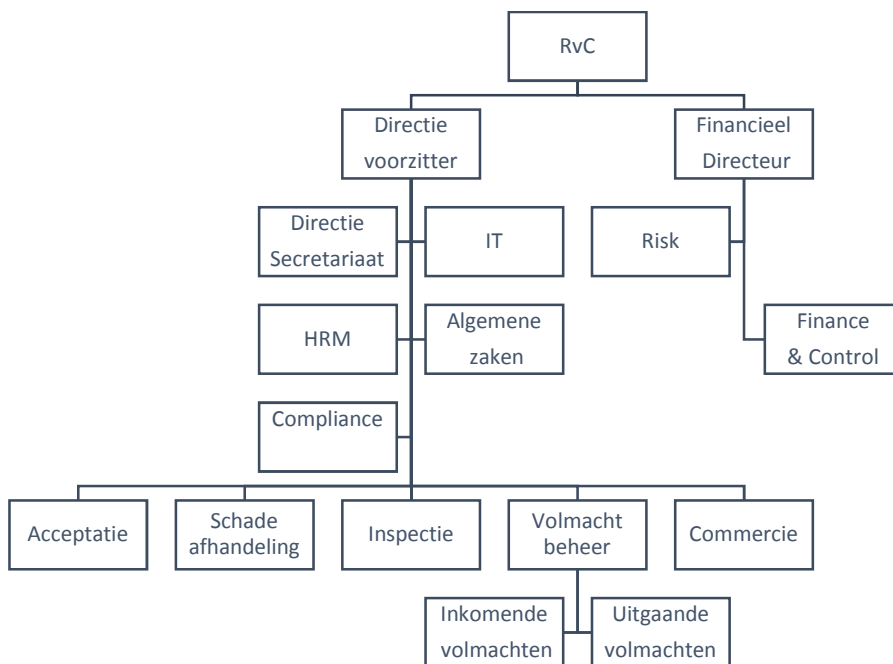 RvC
Directie
voorzitter
Financieel
Directeur
Directie
Secretariaat
IT
Risk
HRM
Algemene
zaken
Finance
& Control
Compliance
Acceptatie
Schade
afhandeling
Inspectie
Volmacht
beheer
Commercie
Inkomende
volmachten
Uitgaande
volmachten